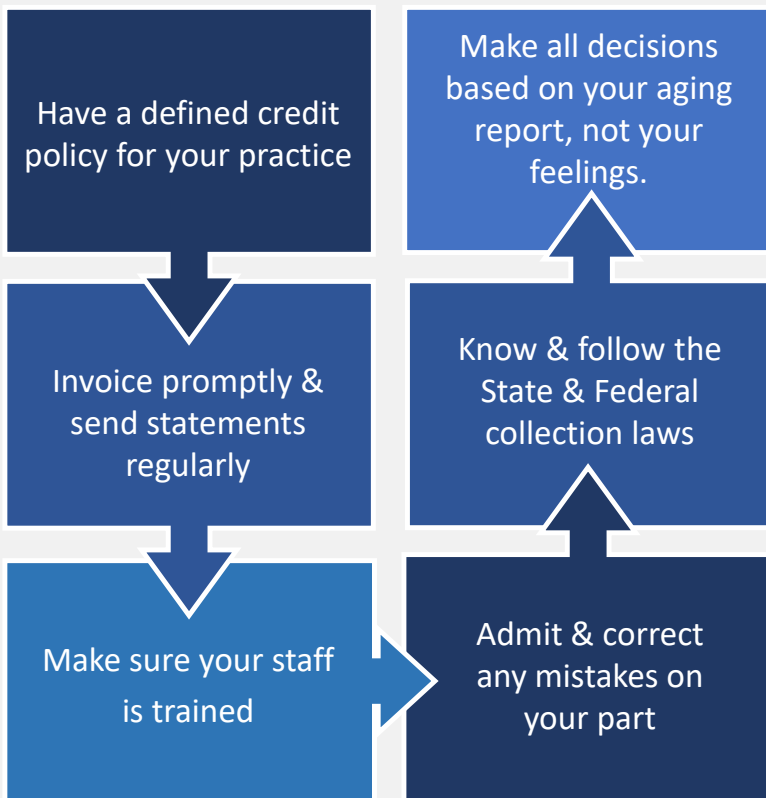 Have a defined credit
policy for your practice
Invoice promptly &
send statements
regularly
Make sure your staff
is trained
Admit & correct
any mistakes on
your part
Know & follow the
State & Federal
collection laws
Make all decisions
based on your aging
report, not your
feelings.